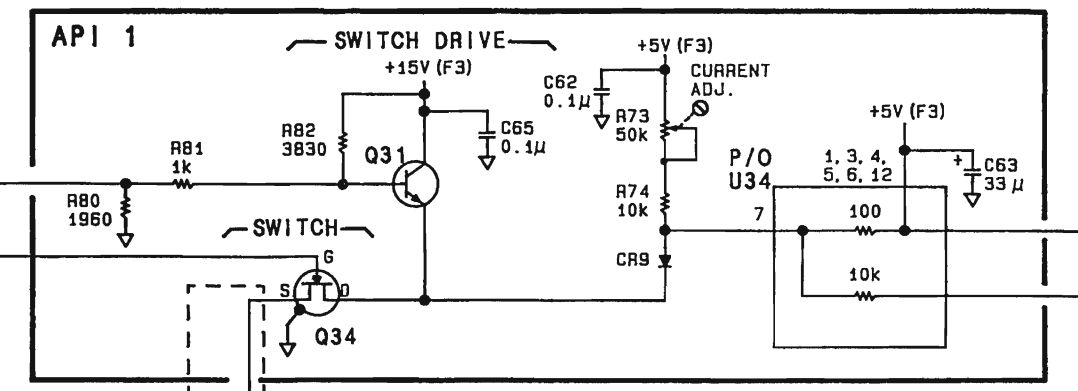 API 1
SWITCH DRIVE
+15V (F3)
+5V (F3)
CURRENT
ADJ.
C62
0.1μ
+5V (F3)
R82
3830
C65
0.1μ
R73
50k
R81
1k
Q31
P/O
U34
1, 3, 4,
5, 6, 12
+
C63
33 μ
R80
1960
R74
10k
7
100
SWITCH
G
CR9
10k
S
D
Q34